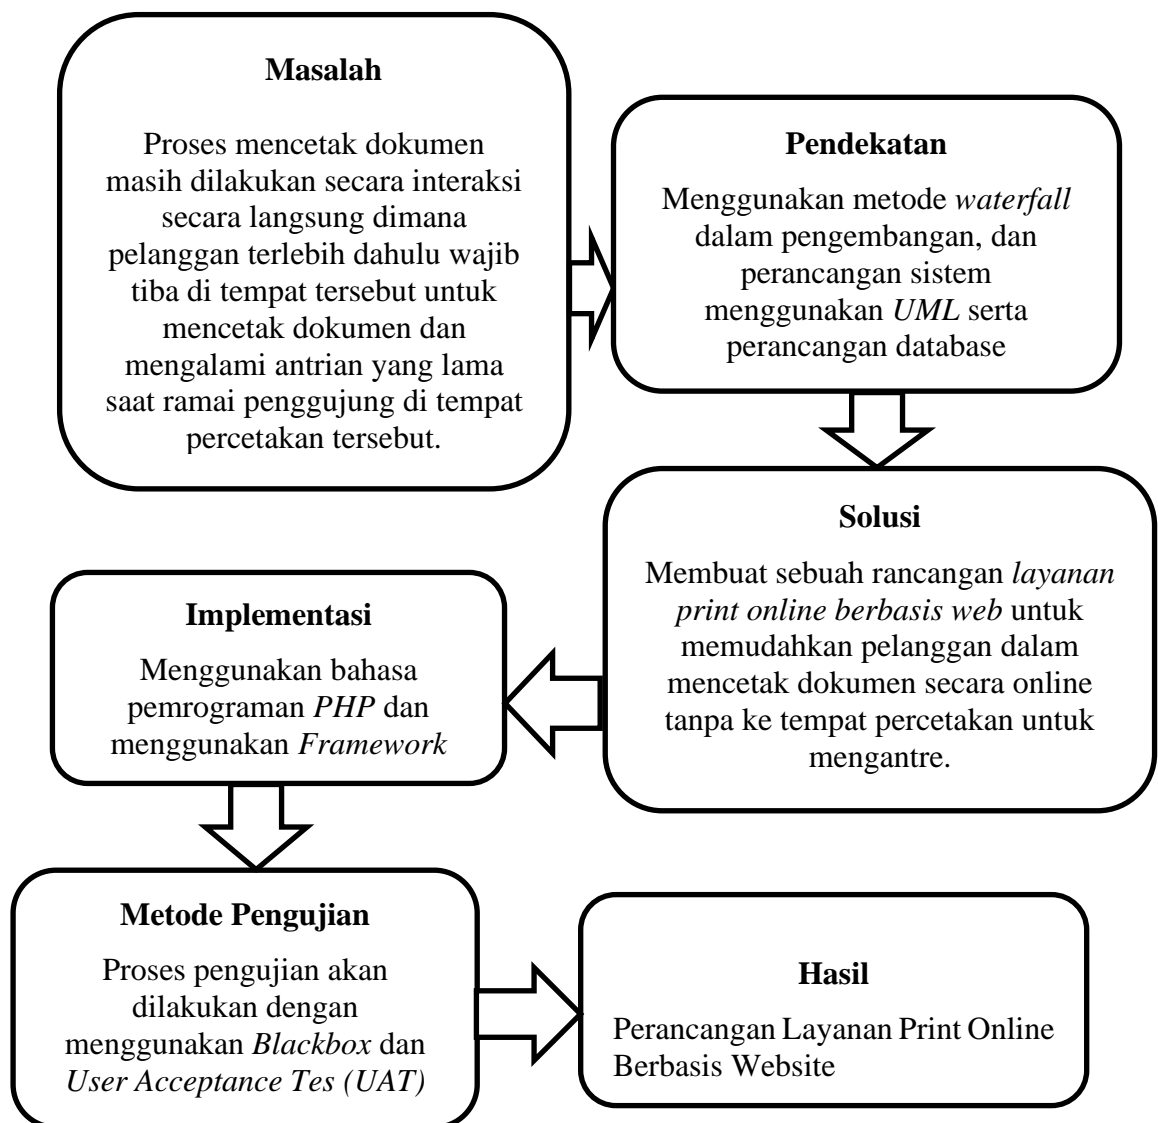 Masalah
Proses mencetak dokumen
masih dilakukan secara interaksi
secara langsung dimana
pelanggan terlebih dahulu wajib
tiba di tempat tersebut untuk
mencetak dokumen dan
mengalami antrian yang lama
saat ramai penggujung di tempat
percetakan tersebut.
Pendekatan
Menggunakan metode waterfall
dalam pengembangan, dan
perancangan sistem
menggunakan UML serta
perancangan database
Solusi
Membuat sebuah rancangan layanan
print online berbasis web untuk
memudahkan pelanggan dalam
mencetak dokumen secara online
tanpa ke tempat percetakan untuk
mengantre.
Implementasi
Menggunakan bahasa
pemrograman PHP dan
menggunakan Framework
Metode Pengujian
Proses pengujian akan
dilakukan dengan
menggunakan Blackbox dan
User Acceptance Tes (UAT)
Hasil
Perancangan Layanan Print Online
Berbasis Website